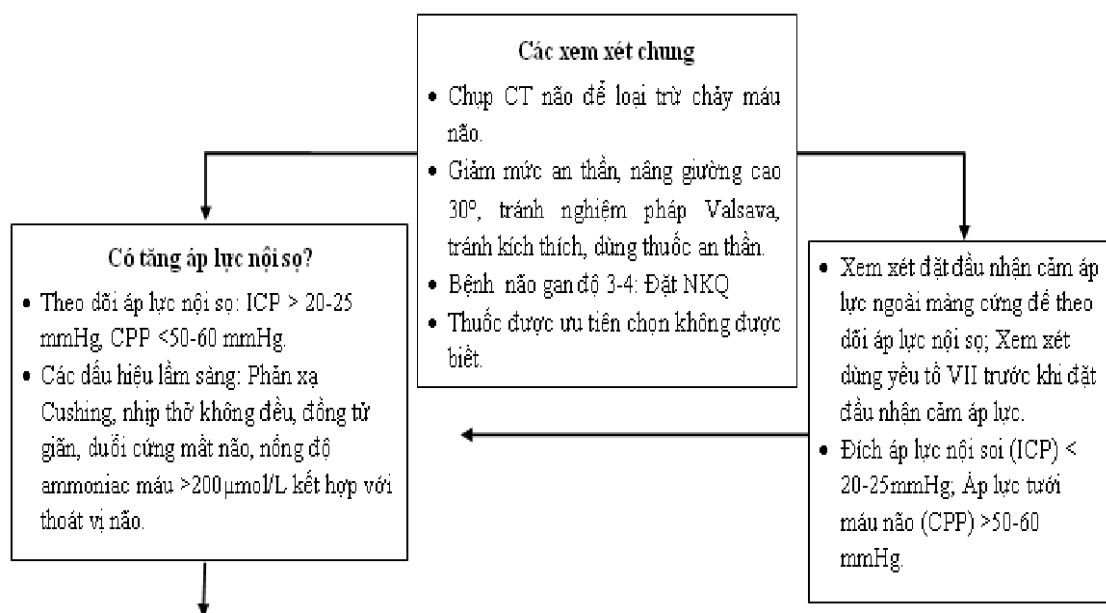 Các xem xét chung
• Chụp CT não để loại trừ chảy máu
não.
• Giảm mức an thần, nâng giường cao
30°, tránh nghiệm pháp Valsava,
tránh kích thích, dùng thuốc an thần.
• Bệnh não gan độ 3-4: Đặt NKQ
• Thuốc được ưu tiên chọn không được
biết.
Có tăng áp lực nội sọ?
• Theo dõi áp lực nội sọ: ICP > 20-25
mmHg, CPP <50-60 mmHg.
• Các dấu hiệu lâm sàng: Phản xạ
Cushing, nhịp thở không đều, đồng tử
giãn, duỗi cứng mất não, nồng độ
ammoniac máu >200μmol/L kết hợp với
thoát vị não.
• Xem xét đặt đầu nhận cảm áp
lực ngoài màng cứng để theo
dõi áp lực nội sọ; Xem xét
dùng yếu tố VII trước khi đặt
đầu nhận cảm áp lực.
• Đích áp lực nội soi (ICP) <
20-25mmHg; Áp lực tưới
máu não (CPP) >50-60
mmHg.